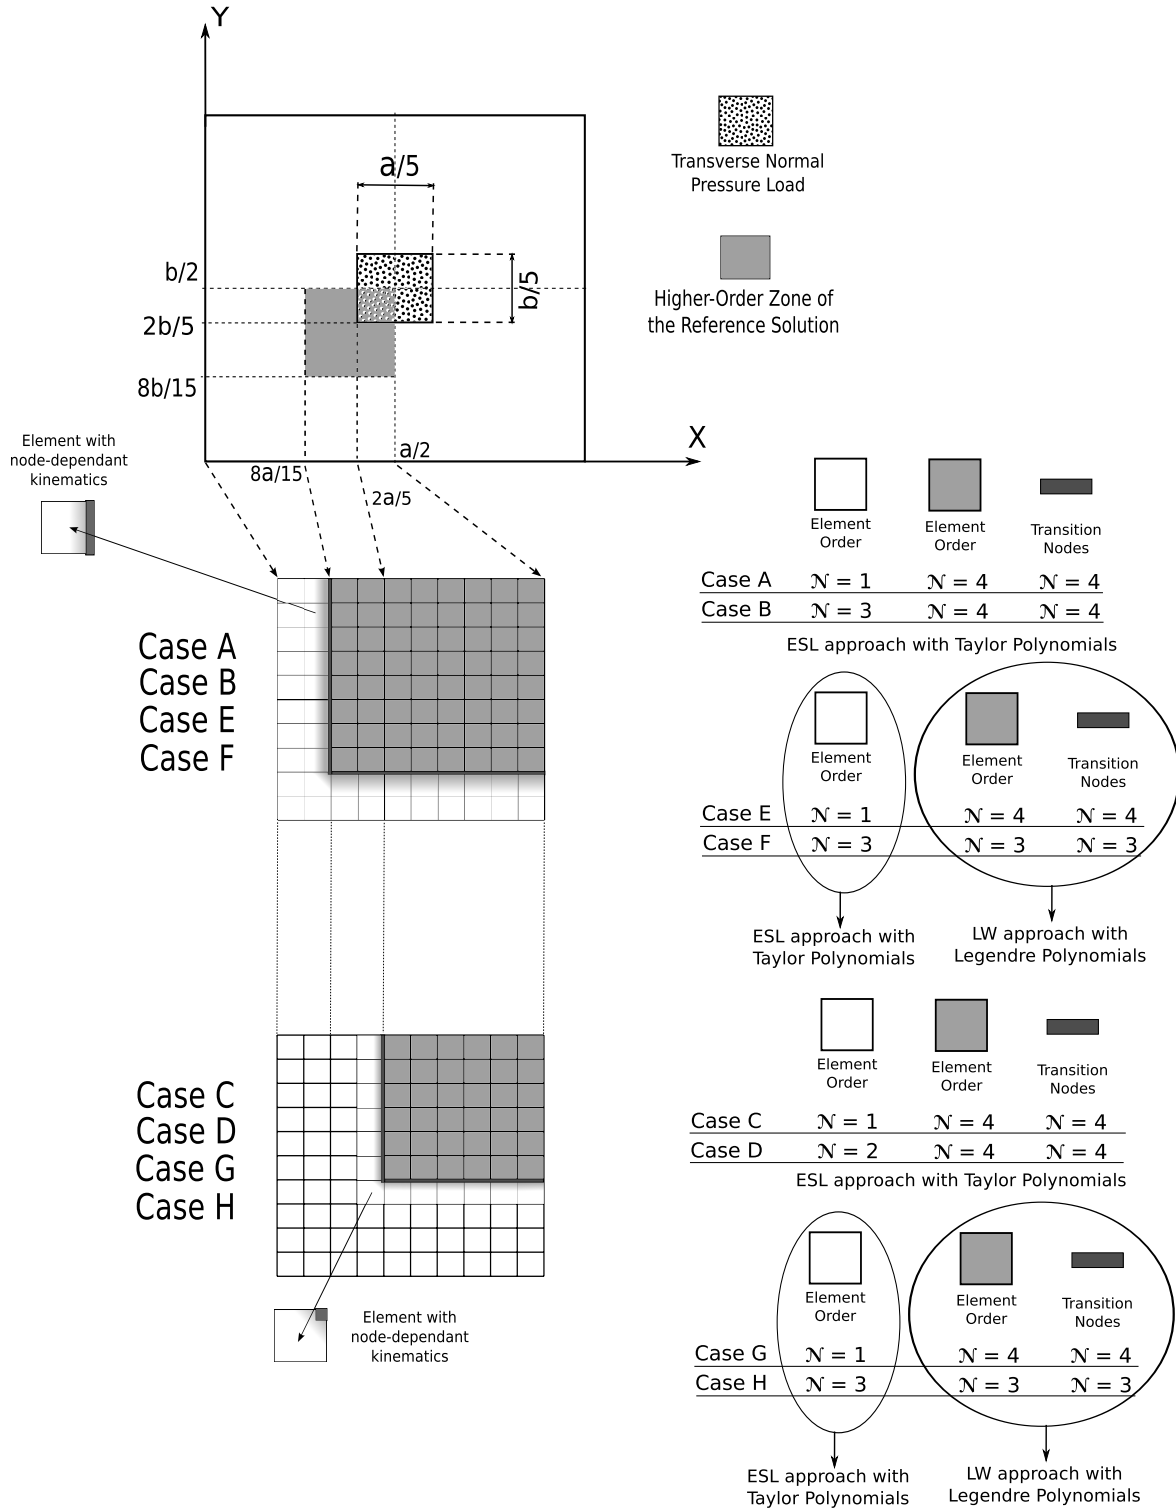 Y
a/5
b/5
b/2
2b/5
8b/15
X
a/2
8a/15
2a/5
Transverse Normal
Pressure Load
Higher-Order Zone of
the Reference Solution
Element with
node-dependant
kinematics
Case A
Case B
Case E
Case F
Element
Order
Element
Order
Transition
Nodes
Case A 𝒩 = 1 𝒩 = 4 𝒩 = 4
Case B 𝒩 = 3 𝒩 = 4 𝒩 = 4
ESL approach with Taylor Polynomials
Element
Order
Element
Order
Transition
Nodes
Case E 𝒩 = 1 𝒩 = 4 𝒩 = 4
Case F 𝒩 = 3 𝒩 = 3 𝒩 = 3
ESL approach with
Taylor Polynomials
LW approach with
Legendre Polynomials
Case C
Case D
Case G
Case H
Element with
node-dependant
kinematics
Element
Order
Element
Order
Transition
Nodes
Case C 𝒩 = 1 𝒩 = 4 𝒩 = 4
Case D 𝒩 = 2 𝒩 = 4 𝒩 = 4
ESL approach with Taylor Polynomials
Element
Order
Element
Order
Transition
Nodes
Case G 𝒩 = 1 𝒩 = 4 𝒩 = 4
Case H 𝒩 = 3 𝒩 = 3 𝒩 = 3
ESL approach with
Taylor Polynomials
LW approach with
Legendre Polynomials